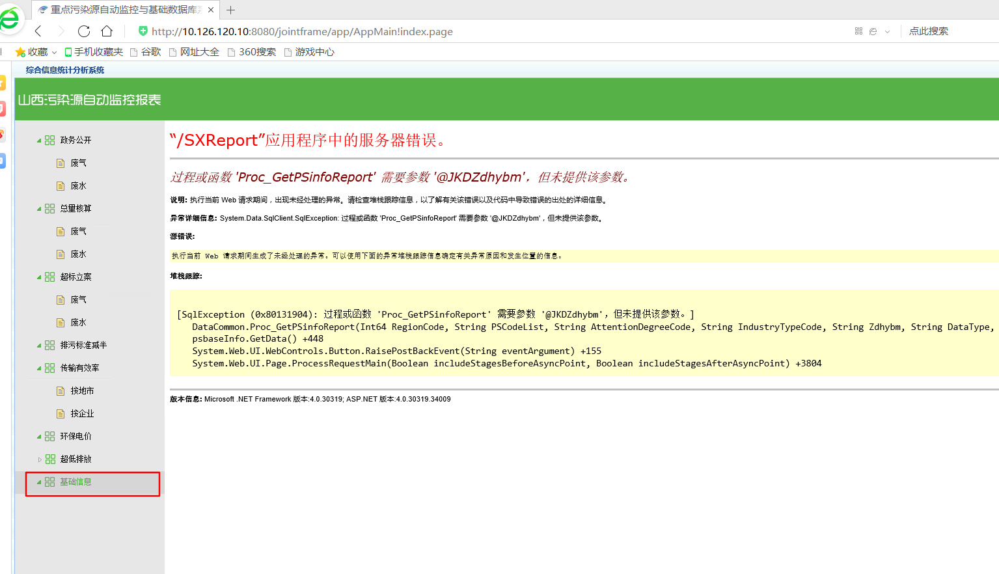 重点污染源自动监控与基础数据库系
http://10.126.120.10:8080/jointframe/app/AppMain!index.page
点此搜索
收藏 手机收藏夹 谷歌 网址大全 360搜索 游戏中心
综合信息统计分析系统
山西污染源自动监控报表
政务公开
废气
废水
总量核算
废气
废水
超标立案
废气
废水
排污标准减半
传输有效率
按地市
按企业
环保电价
超低排放
基础信息
“/SXReport”应用程序中的服务器错误。
过程或函数 'Proc_GetPSinfoReport' 需要参数 '@JKDZdhybm'，但未提供该参数。
说明: 执行当前 Web 请求期间，出现未经处理的异常。请检查堆栈跟踪信息，以了解有关该错误以及代码中导致错误的出处的详细信息。
异常详细信息: System.Data.SqlClient.SqlException: 过程或函数 'Proc_GetPSinfoReport' 需要参数 '@JKDZdhybm'，但未提供该参数。
源错误:
执行当前 Web 请求期间生成了未经处理的异常。可以使用下面的异常堆栈跟踪信息确定有关异常原因和发生位置的信息。
堆栈跟踪:
[SqlException (0x80131904): 过程或函数 'Proc_GetPSinfoReport' 需要参数 '@JKDZdhybm'，但未提供该参数。]
DataCommon.Proc_GetPSinfoReport(Int64 RegionCode, String PSCodeList, String AttentionDegreeCode, String IndustryTypeCode, String Zdhybm, String DataType,
psbaseInfo.GetData() +448
System.Web.UI.WebControls.Button.RaisePostBackEvent(String eventArgument) +155
System.Web.UI.Page.ProcessRequestMain(Boolean includeStagesBeforeAsyncPoint, Boolean includeStagesAfterAsyncPoint) +3804
版本信息: Microsoft .NET Framework 版本:4.0.30319; ASP.NET 版本:4.0.30319.34009